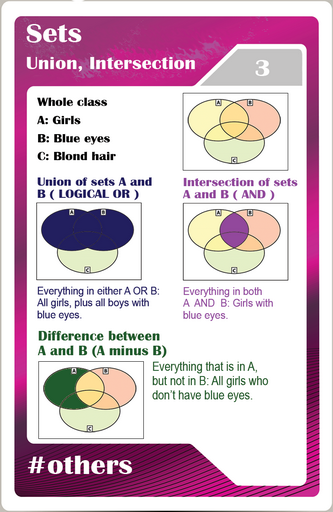 Sets
Union, Intersection
3
Whole class
A: Girls
B: Blue eyes
C: Blond hair
A B
C
Union of sets A and
B ( LOGICAL OR )
A B
C
Everything in either A OR B:
All girls, plus all boys with
blue eyes.
Intersection of sets
A and B ( AND )
A B
C
Everything in both
A AND B: Girls with
blue eyes.
Difference between
A and B (A minus B)
A B
C
Everything that is in A,
but not in B: All girls who
don't have blue eyes.
#others